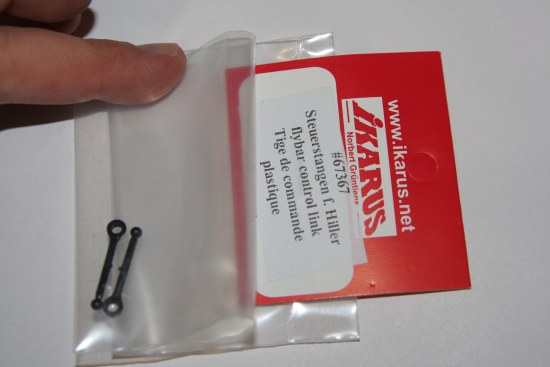 www.ikarus.net
iKARUS
Norbert Grüntjens
#67367
Steuerstangen f. Hiller
flybar control link
Tige de commande
plastique